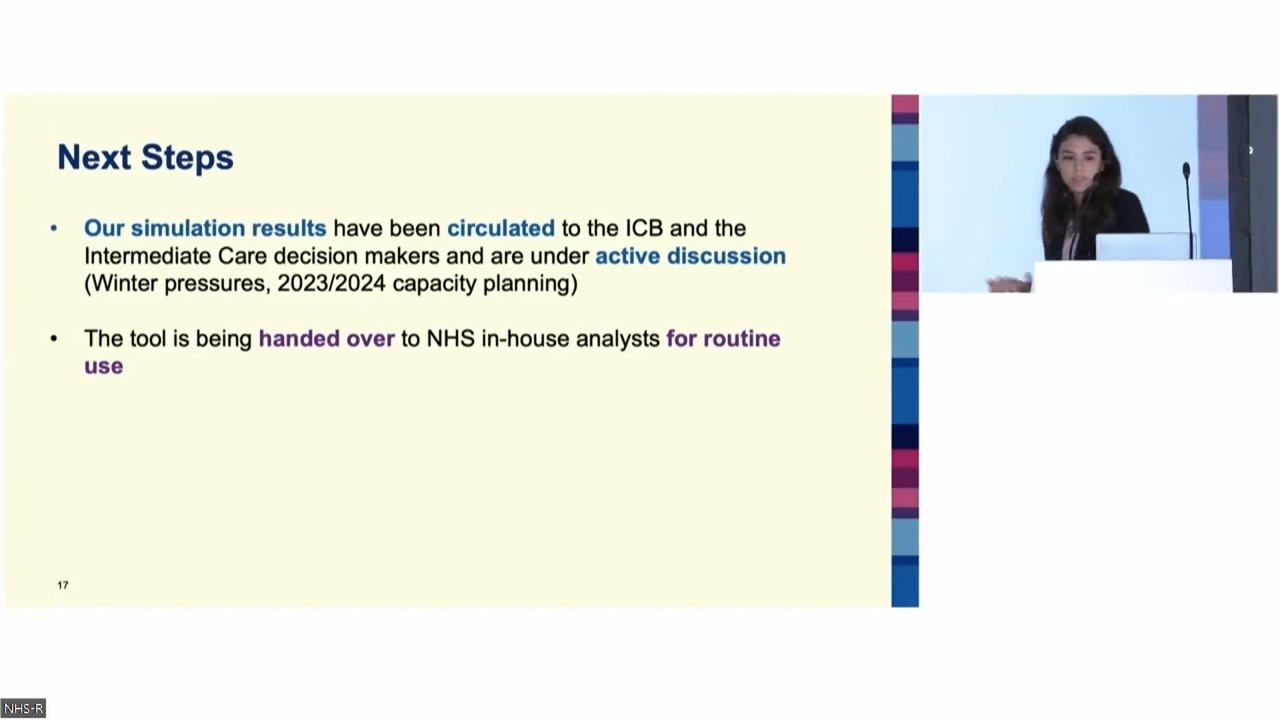 Next Steps
• Our simulation results have been circulated to the ICB and the
Intermediate Care decision makers and are under active discussion
(Winter pressures, 2023/2024 capacity planning)
• The tool is being handed over to NHS in-house analysts for routine
use
17
NHS-R